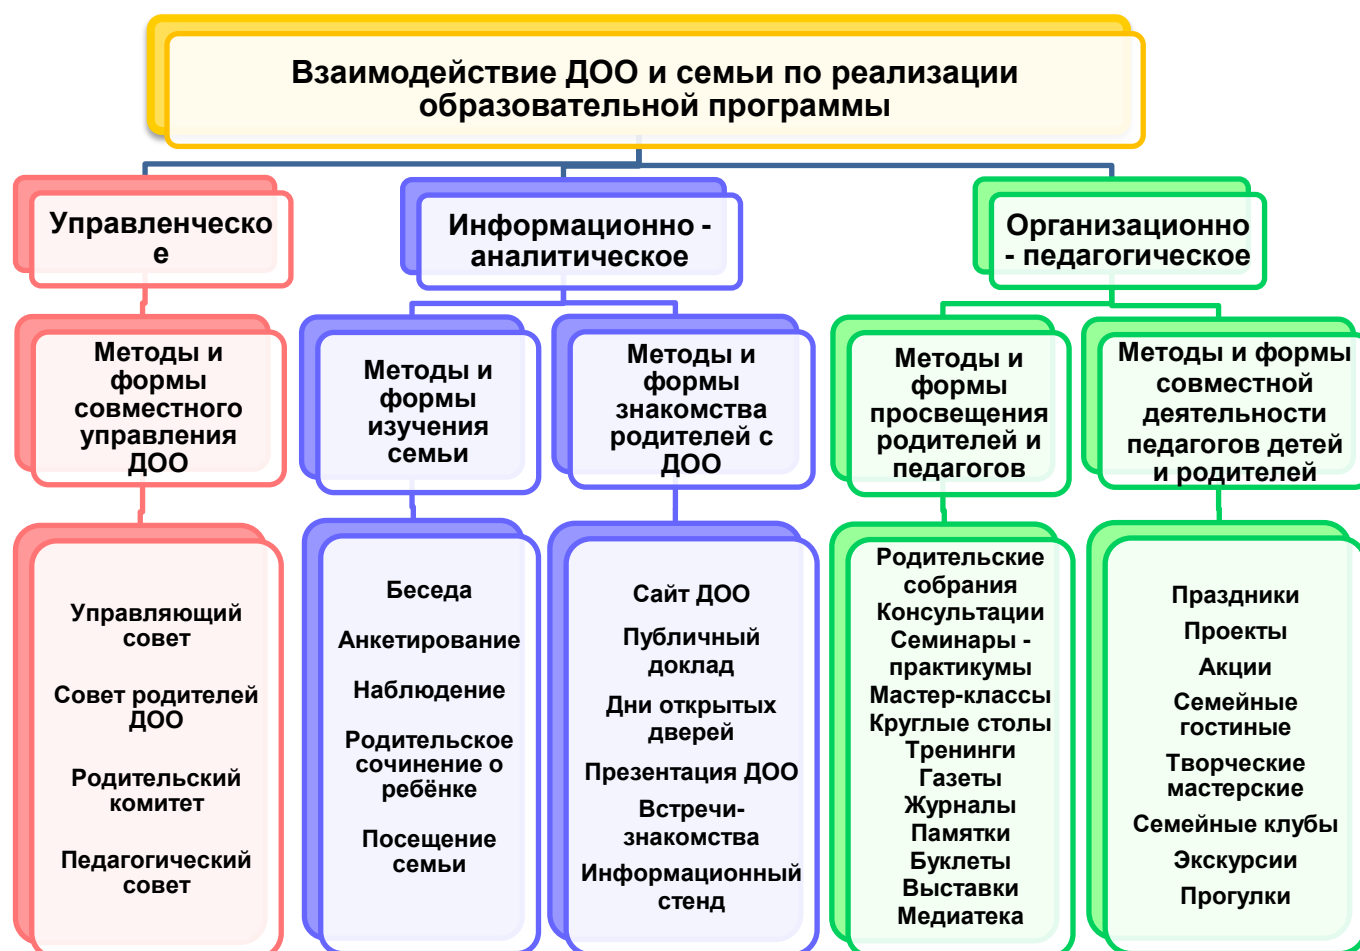 Взаимодействие ДОО и семьи по реализации
образовательной программы
Управленческо
е
Информационно -
аналитическое
Организационно
- педагогическое
Методы и
формы
совместного
управления
ДОО
Методы и
формы
изучения
семьи
Методы и
формы
знакомства
родителей с
ДОО
Методы и
формы
просвещения
родителей и
педагогов
Методы и формы
совместной
деятельности
педагогов детей
и родителей
Управляющий
совет
Совет родителей
ДОО
Родительский
комитет
Педагогический
совет
Беседа
Анкетирование
Наблюдение
Родительское
сочинение о
ребёнке
Посещение
семьи
Сайт ДОО
Публичный
доклад
Дни открытых
дверей
Презентация ДОО
Встречи-
знакомства
Информационный
стенд
Родительские
собрания
Консультации
Семинары -
практикумы
Мастер-классы
Круглые столы
Тренинги
Газеты
Журналы
Памятки
Буклеты
Выставки
Медиатека
Праздники
Проекты
Акции
Семейные
гостиные
Творческие
мастерские
Семейные клубы
Экскурсии
Прогулки